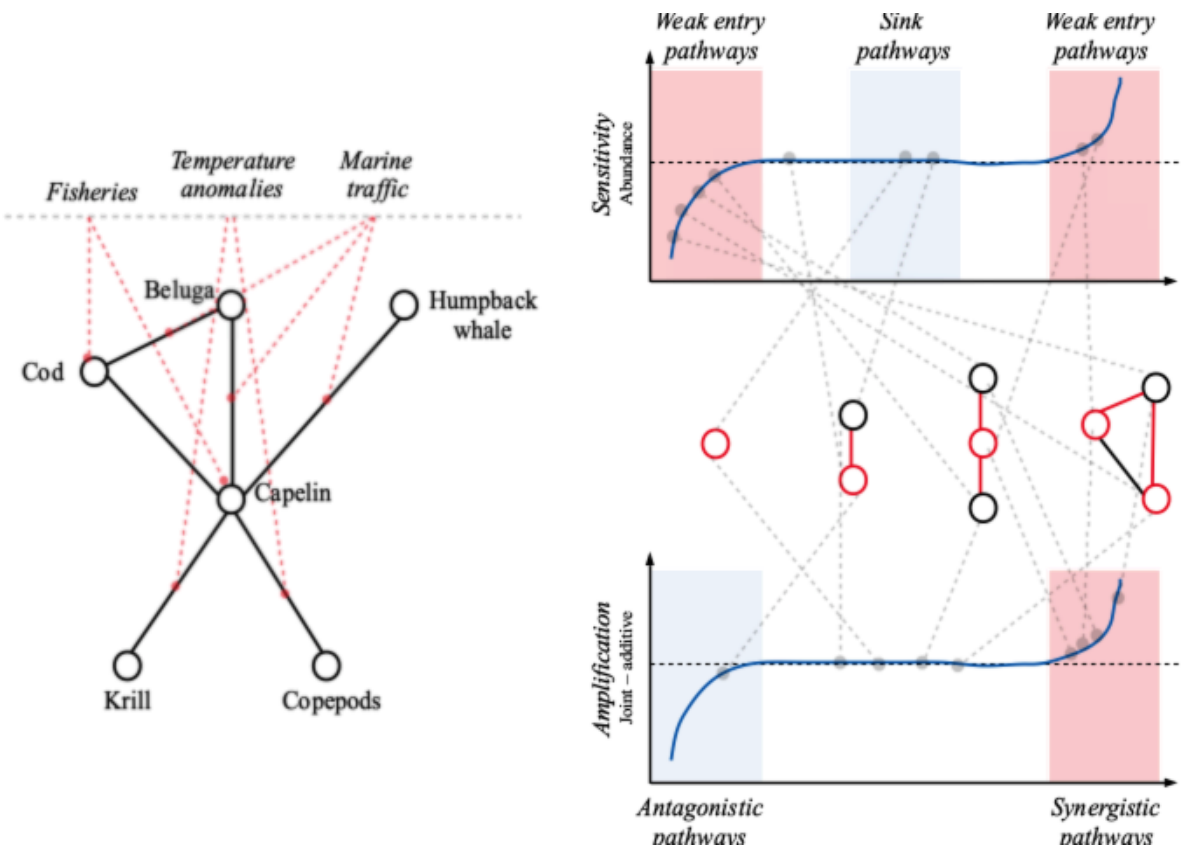 Fisheries
Temperature
anomalies
Marine
traffic
Beluga
Humpback
whale
Cod
Capelin
Krill
Copepods
Weak entry
pathways
Sink
pathways
Weak entry
pathways
Sensitivity
Abundance
Amplification
Joint – additive
Antagonistic
pathways
Synergistic
pathways